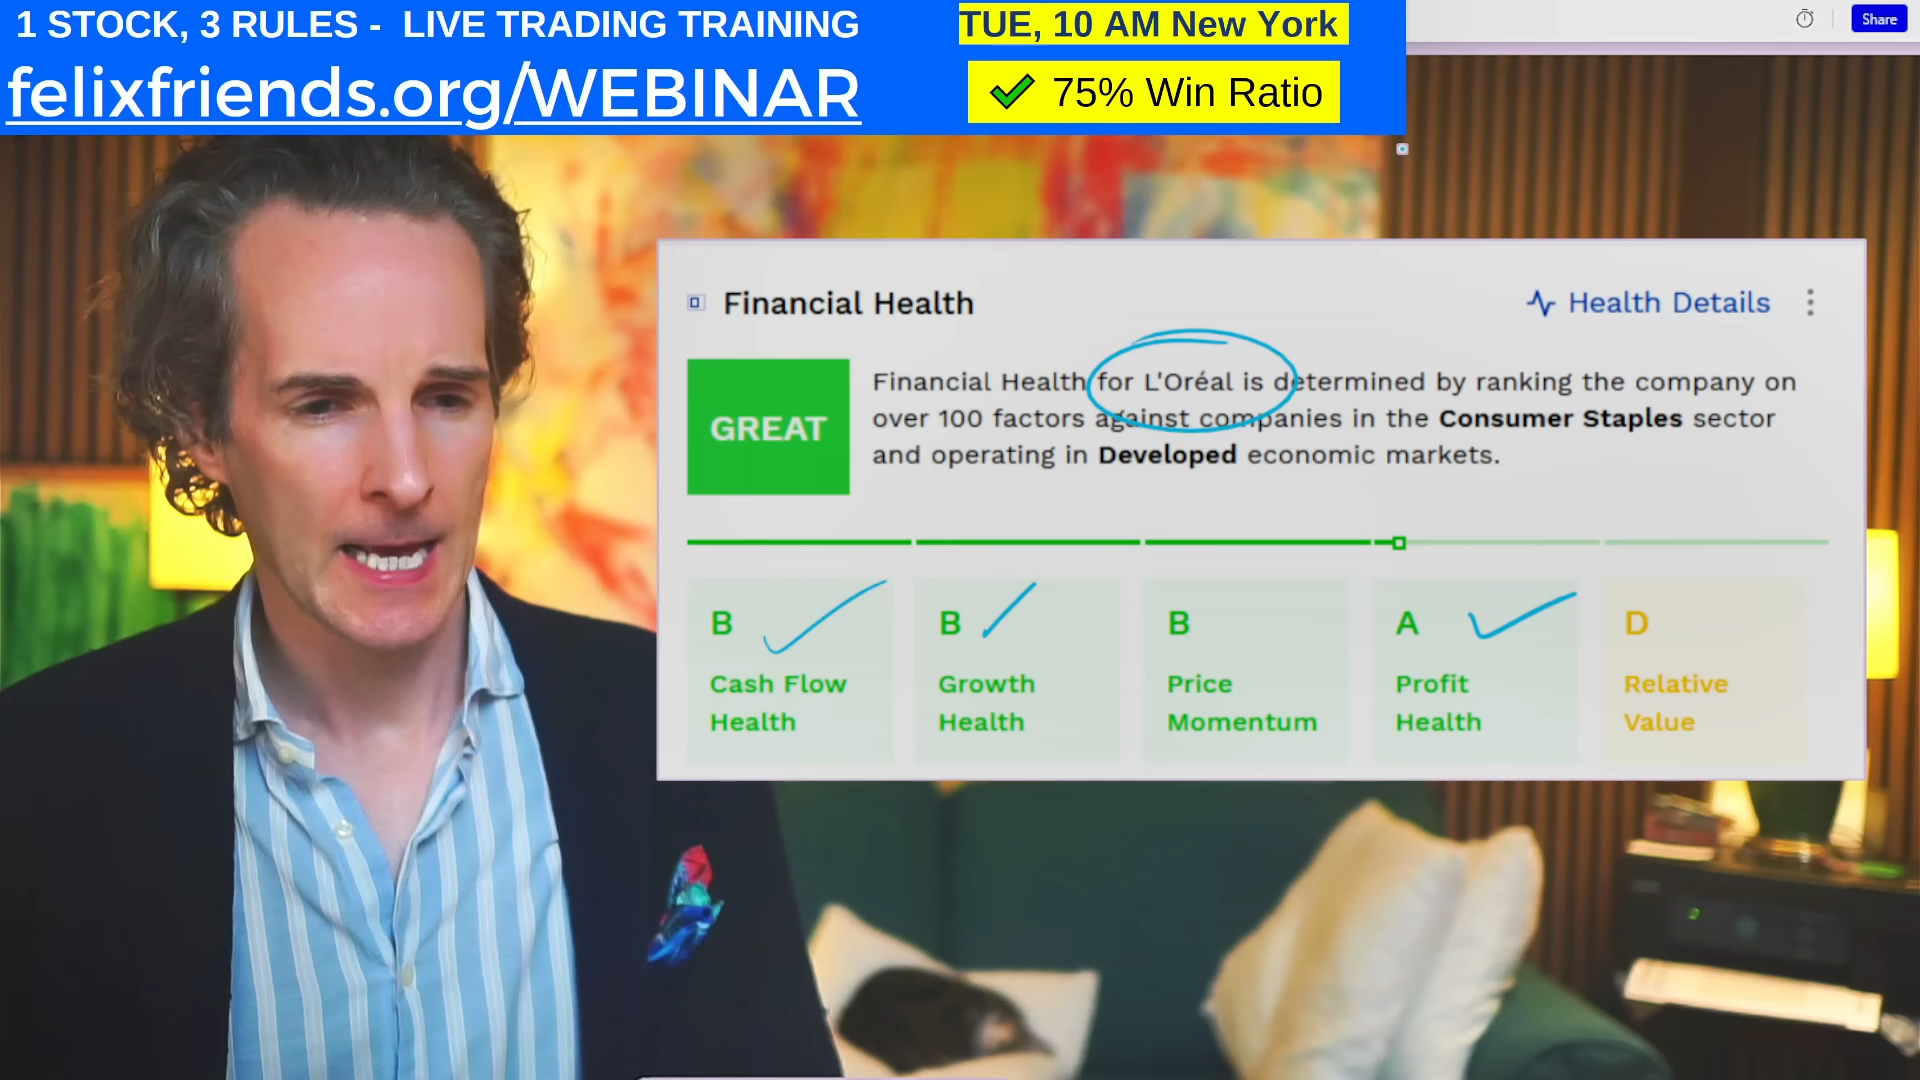 1 STOCK, 3 RULES - LIVE TRADING TRAINING
TUE, 10 AM New York
felixfriends.org/WEBINAR
75% Win Ratio
Share
Financial Health
Health Details
GREAT
Financial Health for L'Oréal is determined by ranking the company on
over 100 factors against companies in the Consumer Staples sector
and operating in Developed economic markets.
B
Cash Flow
Health
B
Growth
Health
B
Price
Momentum
A
Profit
Health
D
Relative
Value